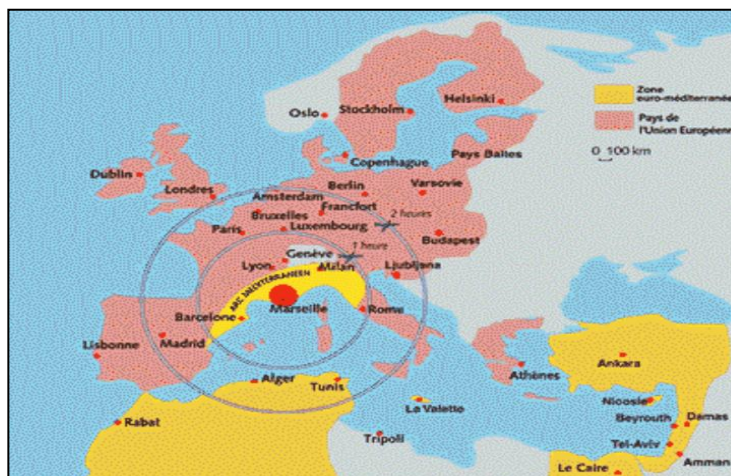 Zone
euro-méditerranée
Pays de
l'Union Européenne
0 100 km
Oslo
Stockholm
Helsinki
Copenhague
Pays Baltes
Dublin
Londres
Amsterdam
Berlin
Varsovie
Bruxelles
Francfort
2 heures
Paris
Luxembourg
Budapest
1 heure
Genève
Lyon
Milan
Ljubljana
ARC MEDITERRANEEN
Marseille
Barcelone
Rome
Lisbonne
Madrid
Athènes
Ankara
Alger
Tunis
La Valette
Nicosie
Beyrouth
Damas
Rabat
Tripoli
Tel-Aviv
Amman
Le Caire